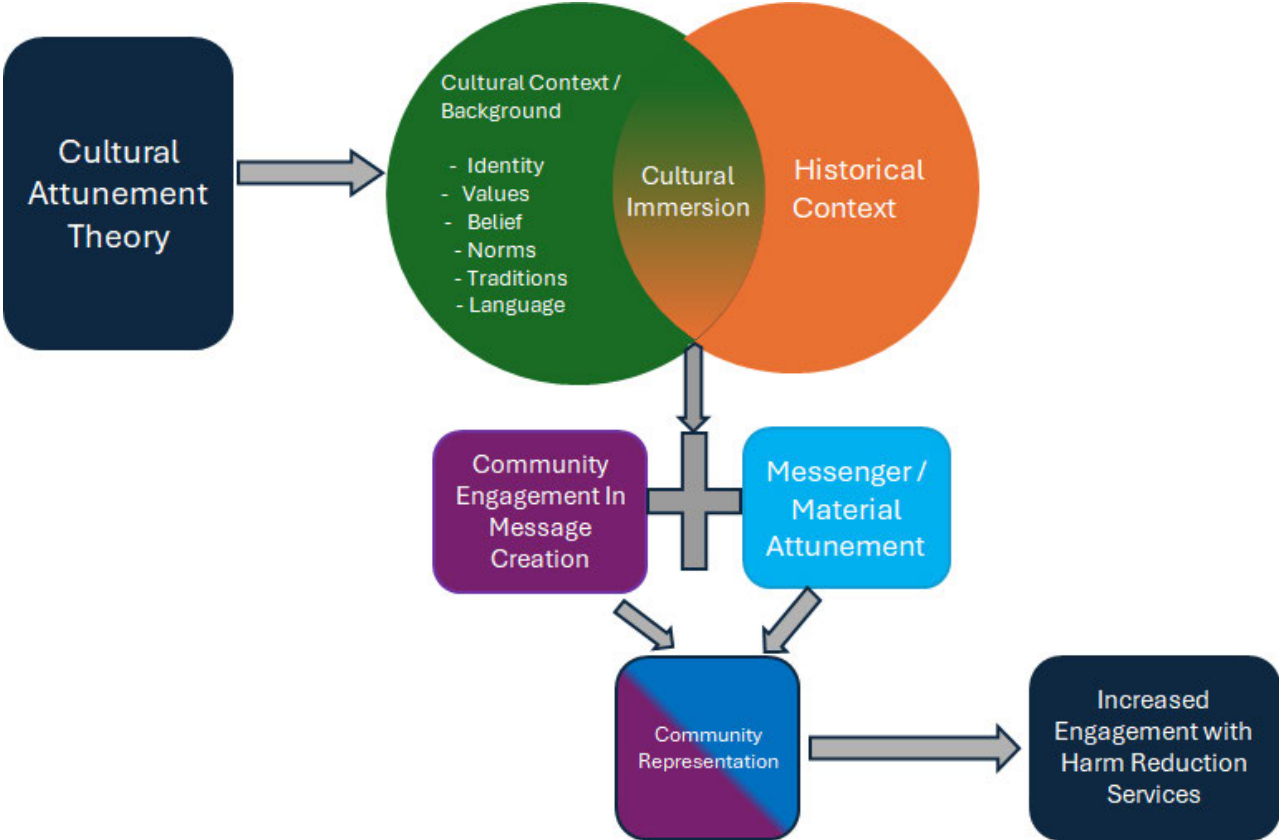 Cultural
Attunement
Theory
Cultural Context /
Background
- Identity
- Values
- Belief
- Norms
- Traditions
- Language
Cultural
Immersion
Historical
Context
Community
Engagement In
Message
Creation
Messenger /
Material
Attunement
Community
Representation
Increased
Engagement with
Harm Reduction
Services